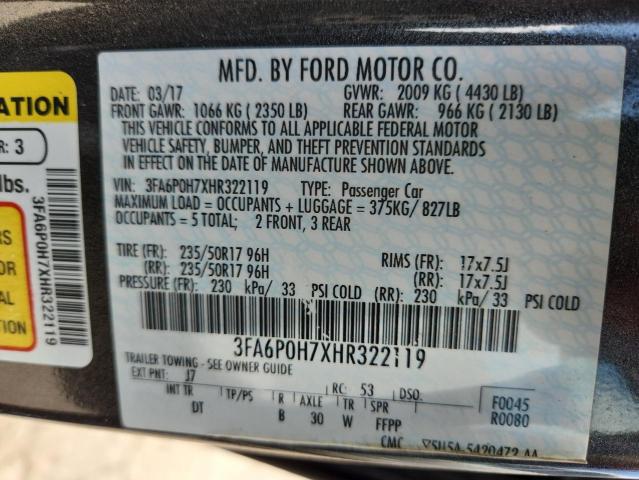 MFD. BY FORD MOTOR CO.
DATE: 03/17 GVWR: 2009 KG ( 4430 LB)
FRONT GAWR: 1066 KG ( 2350 LB) REAR GAWR: 966 KG ( 2130 LB)
THIS VEHICLE CONFORMS TO ALL APPLICABLE FEDERAL MOTOR
VEHICLE SAFETY, BUMPER, AND THEFT PREVENTION STANDARDS
IN EFFECT ON THE DATE OF MANUFACTURE SHOWN ABOVE.
VIN: 3FA6P0H7XHR322119 TYPE: Passenger Car
MAXIMUM LOAD = OCCUPANTS + LUGGAGE = 375KG/ 827LB
OCCUPANTS = 5 TOTAL; 2 FRONT, 3 REAR
TIRE (FR): 235/50R17 96H RIMS (FR): 17x7.5J
(RR): 235/50R17 96H (RR): 17x7.5J
PRESSURE (FR): 230 kPa/ 33 PSI COLD (RR): 230 kPa/ 33 PSI COLD
3FA6P0H7XHR322119
TRAILER TOWING - SEE OWNER GUIDE
EXT PNT: J7 RC: 53 DSO:
INT TR TP/PS R AXLE TR SPR F0045
DT B 30 W FFPP R0080
CMC
ATION
R: 3
lbs.
RS
OR
AL
TION
3FA6P0H7XHR322119